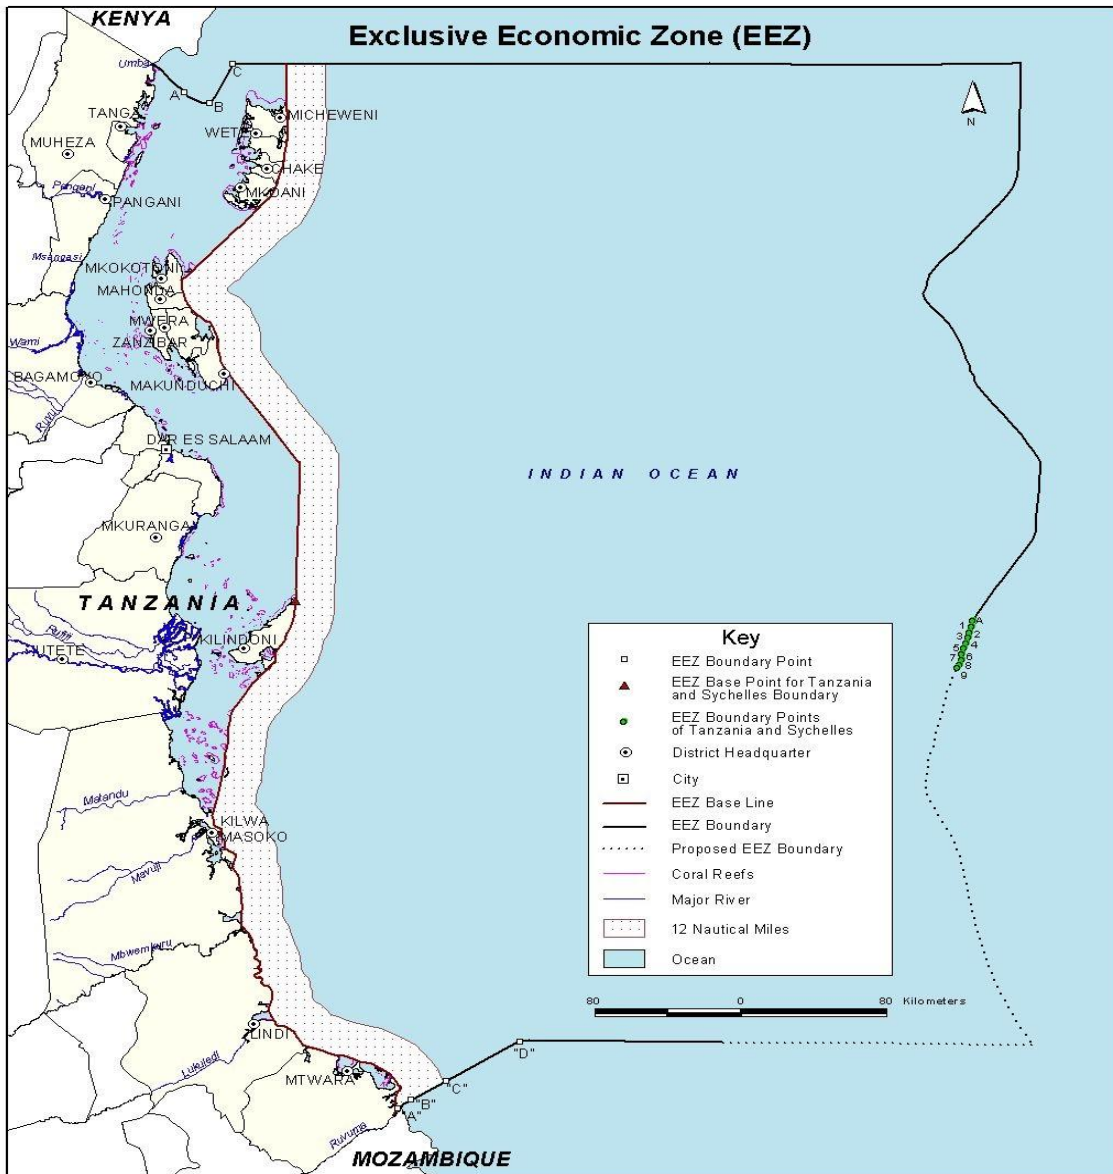 KENYA
Exclusive Economic Zone (EEZ)
Umba
C
A
B
N
TANGA
MICHEWENI
WETE
MUHEZA
CHAKE
Pangani
MKOANI
PANGANI
Msangasi
MKOKOTONI
MAHONDA
MWERA
Wami
ZANZIBAR
BAGAMOYO
MAKUNDUCHI
Ruvu
DAR ES SALAAM
INDIAN OCEAN
MKURANGA
TANZANIA
Rufiji
KILINDONI
UTETE
A
1
2
3
4
5
6
7
8
9
Key
EEZ Boundary Point
EEZ Base Point for Tanzania
and Sychelles Boundary
EEZ Boundary Points
of Tanzania and Sychelles
District Headquarter
City
EEZ Base Line
EEZ Boundary
Proposed EEZ Boundary
Coral Reefs
Major River
12 Nautical Miles
Ocean
Matandu
KILWA
MASOKO
Mavuji
Mbwemkuru
80 0 80 Kilometers
LINDI
Lukuledi
"D"
MTWARA
"C"
"B"
"A"
Ruvuma
MOZAMBIQUE